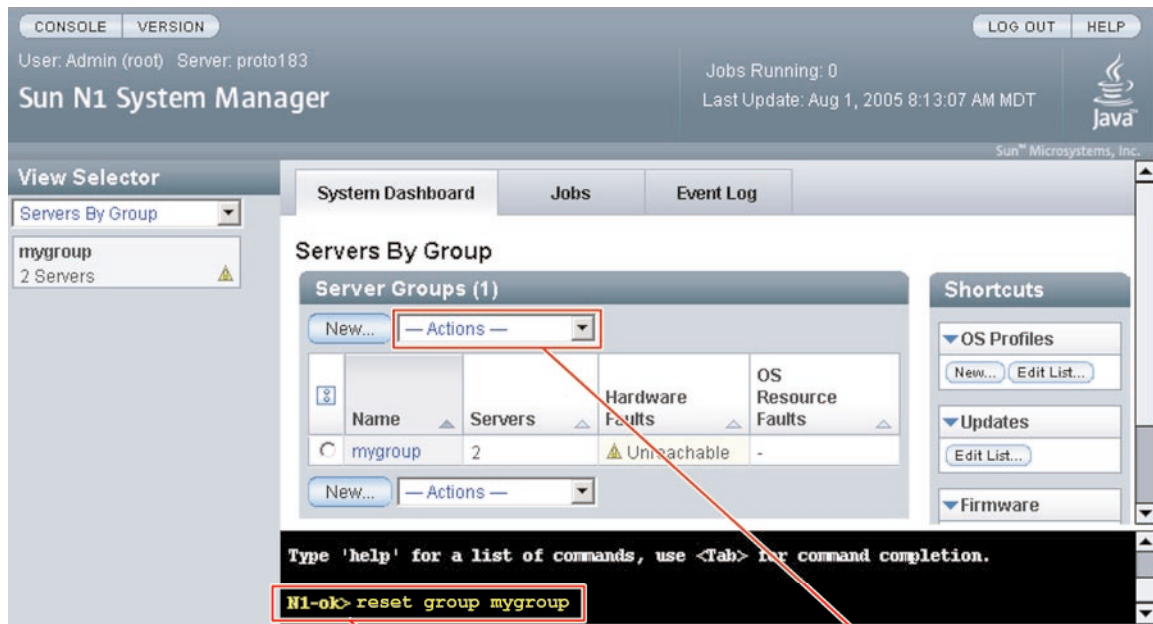 CONSOLE VERSION LOG OUT HELP
User: Admin (root) Server: proto183
Sun N1 System Manager
Jobs Running: 0
Last Update: Aug 1, 2005 8:13:07 AM MDT
Java™
Sun™ Microsystems, Inc.
View Selector
Servers By Group
mygroup
2 Servers
System Dashboard Jobs Event Log
Servers By Group
Server Groups (1)
New... — Actions —
Name Servers Hardware Faults OS Resource Faults
mygroup 2 Unreachable -
New... — Actions —
Shortcuts
OS Profiles
New... Edit List...
Updates
Edit List...
Firmware
Type 'help' for a list of commands, use <Tab> for command completion.
N1-ok> reset group mygroup